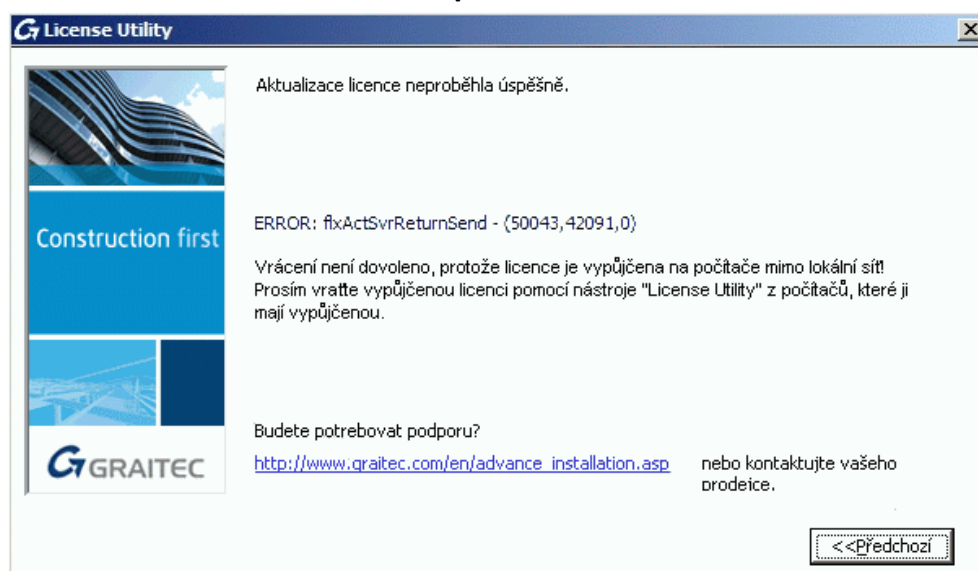 License Utility
Aktualizace licence neproběhla úspěšně.
Construction first
ERROR: flxActSvrReturnSend - (50043,42091,0)
Vrácení není dovoleno, protože licence je vypůjčena na počítače mimo lokální síť!
Prosím vraťte vypůjčenou licenci pomocí nástroje "License Utility" z počítačů, které ji
mají vypůjčenou.
Budete potrebovat podporu?
http://www.graitec.com/en/advance_installation.asp nebo kontaktujte vašeho
prodejce.
GRAITEC
<<Předchozí